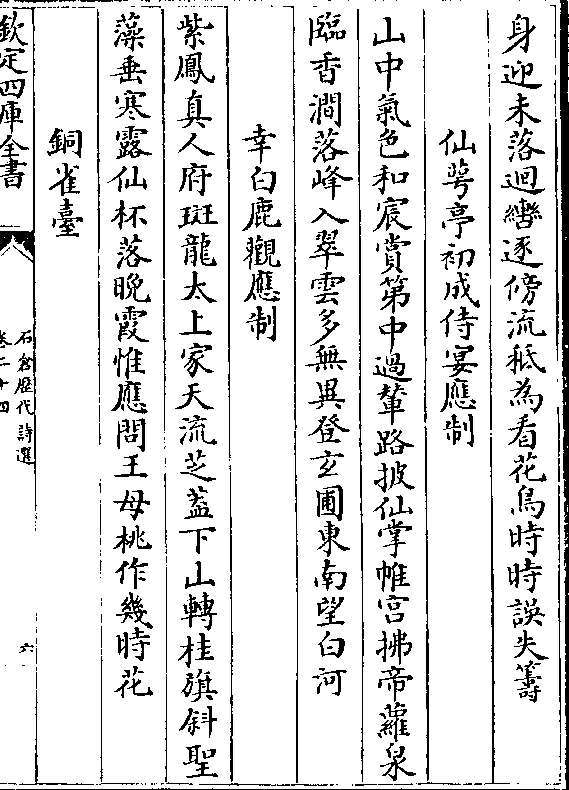 身迎未落迴轡逐傍流秪為看花鳥時時誤失籌
仙萼亭初成侍宴應制
山中氣色和宸賞第中過輦路披仙掌帷宮拂帝蘿泉
臨香澗落峰入翠雲多無異登玄圃東南望白河
幸白鹿觀應制
紫鳳真人府斑龍太上家天流芝葢下山轉桂旗斜聖
藻垂寒露仙杯落晚霞惟應問王母桃作幾時花
銅雀臺
欽定四庫全書
石倉歴代詩選
卷二十四
六